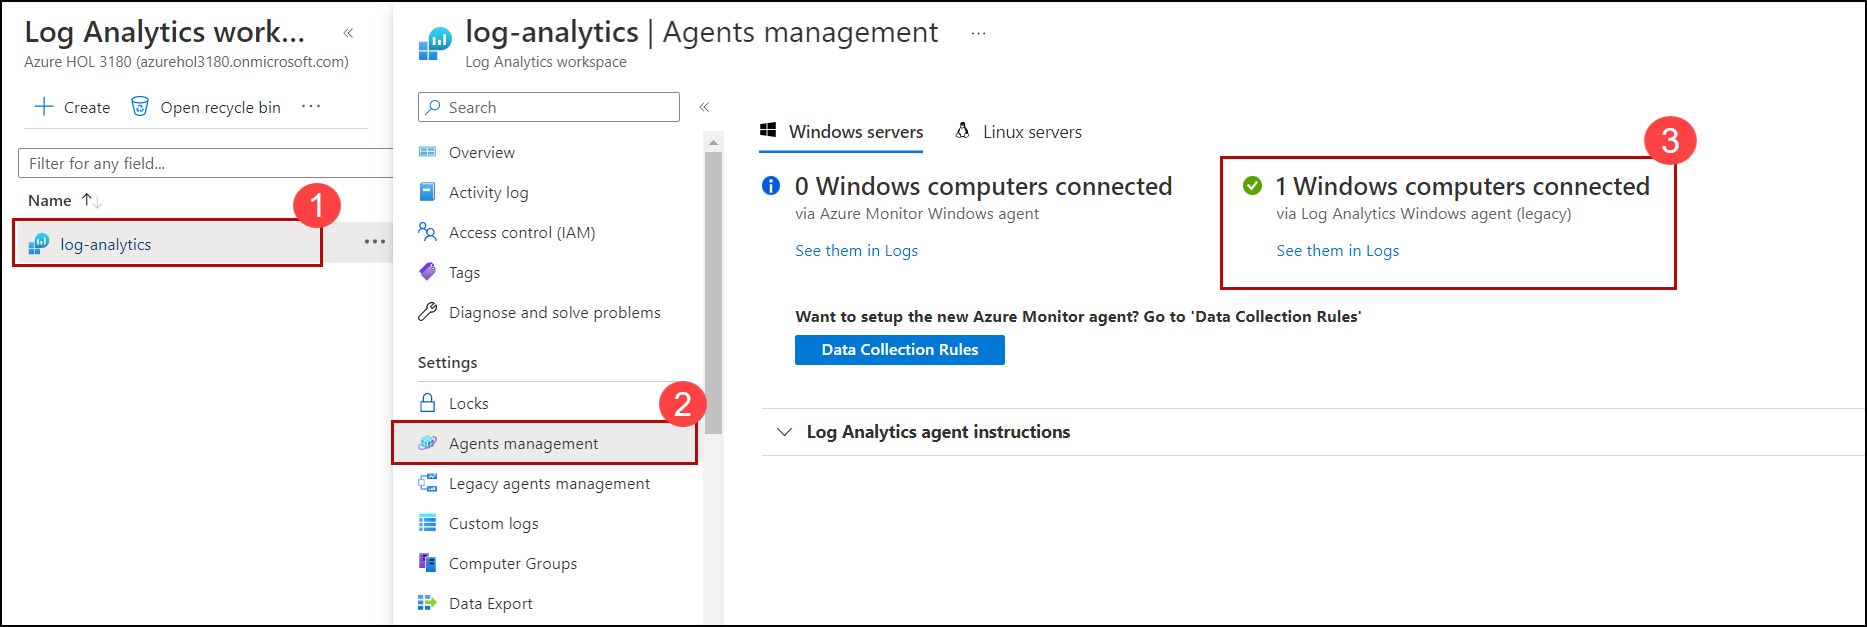 Log Analytics work...
«
Azure HOL 3180 (azurehol3180.onmicrosoft.com)
Create
Open recycle bin
...
Filter for any field...
Name ↑↓
1
log-analytics
...
log-analytics | Agents management
...
Log Analytics workspace
Search
«
Overview
Activity log
Access control (IAM)
Tags
Diagnose and solve problems
Settings
Locks
2
Agents management
Legacy agents management
Custom logs
Computer Groups
Data Export
Windows servers
Linux servers
0 Windows computers connected
via Azure Monitor Windows agent
See them in Logs
3
1 Windows computers connected
via Log Analytics Windows agent (legacy)
See them in Logs
Want to setup the new Azure Monitor agent? Go to 'Data Collection Rules'
Data Collection Rules
Log Analytics agent instructions